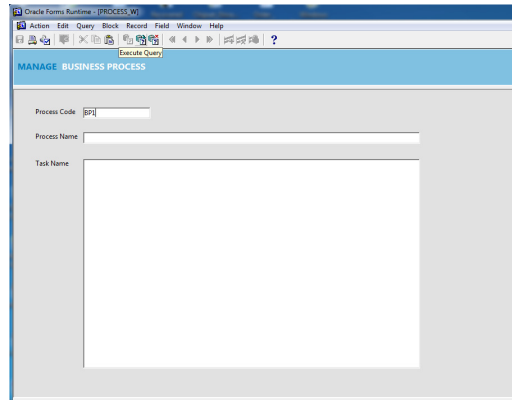 Oracle Forms Runtime - [PROCESS_W]
Action Edit Query Block Record Field Window Help
Execute Query
MANAGE BUSINESS PROCESS
Process Code BP1
Process Name
Task Name